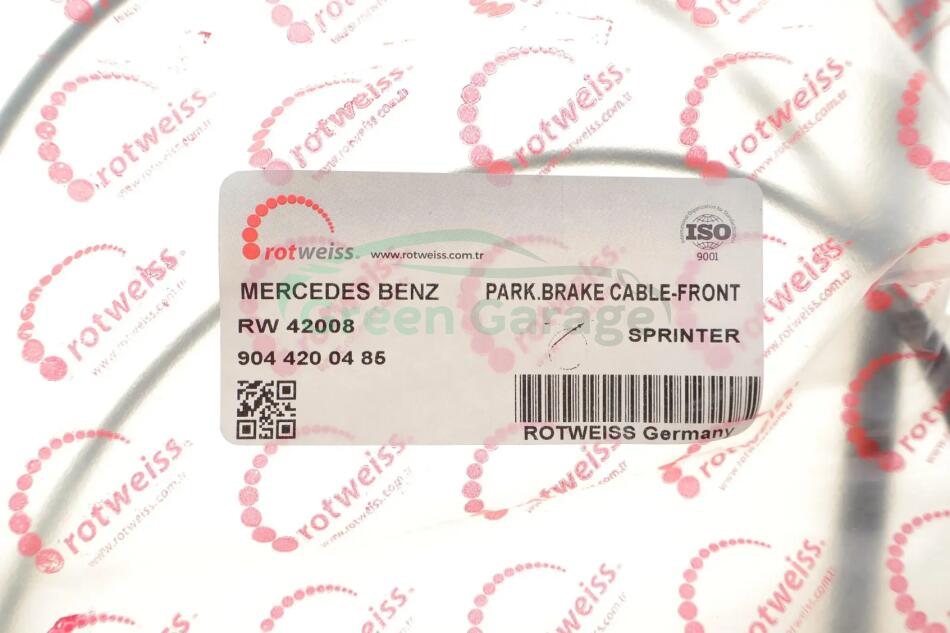 rotweiss. www.rotweiss.com.tr
ISO
9001
MERCEDES BENZ PARK.BRAKE CABLE-FRONT
Green Garage
RW 42008 SPRINTER
904 420 04 85
ROTWEISS Germany
rotweiss.
www.rotweiss.com.tr